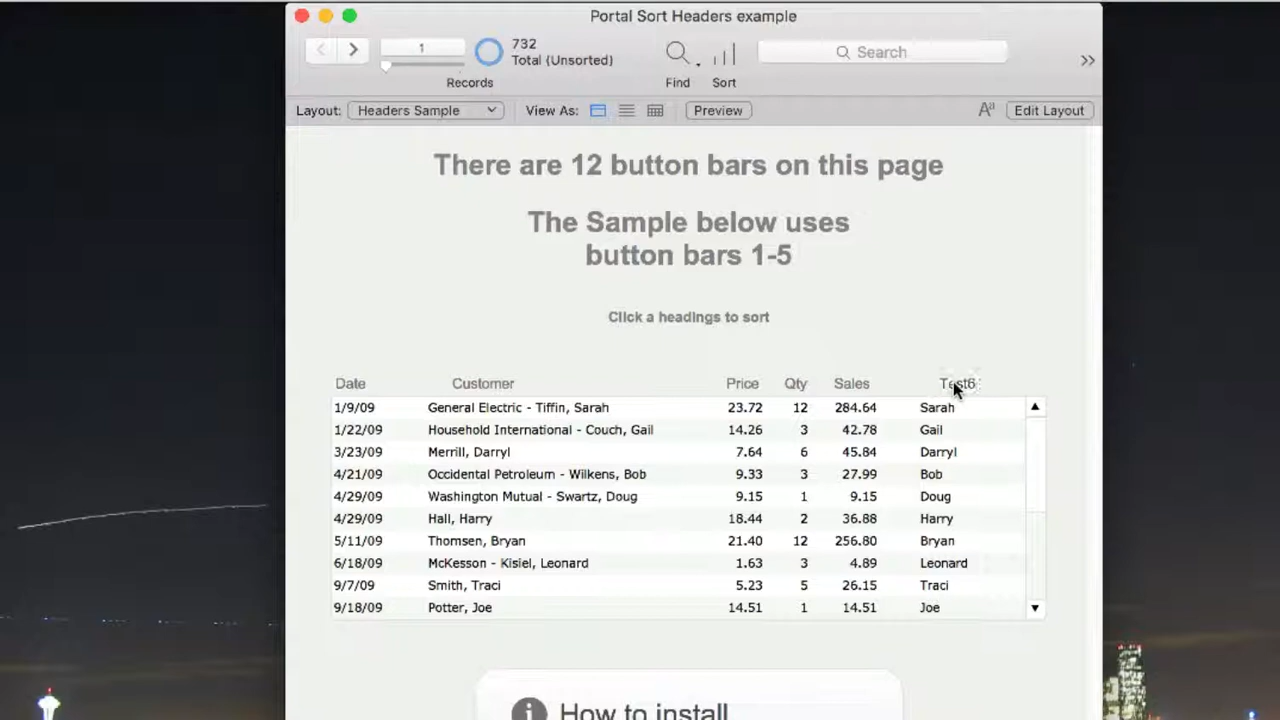 Portal Sort Headers example
1
732
Total (Unsorted)
Search
Records
Find
Sort
Layout: Headers Sample View As: Preview Aª Edit Layout
There are 12 button bars on this page
The Sample below uses
button bars 1-5
Click a headings to sort
Date Customer Price Qty Sales Test6
1/9/09 General Electric - Tiffin, Sarah 23.72 12 284.64 Sarah
1/22/09 Household International - Couch, Gail 14.26 3 42.78 Gail
3/23/09 Merrill, Darryl 7.64 6 45.84 Darryl
4/21/09 Occidental Petroleum - Wilkens, Bob 9.33 3 27.99 Bob
4/29/09 Washington Mutual - Swartz, Doug 9.15 1 9.15 Doug
4/29/09 Hall, Harry 18.44 2 36.88 Harry
5/11/09 Thomsen, Bryan 21.40 12 256.80 Bryan
6/18/09 McKesson - Kisiel, Leonard 1.63 3 4.89 Leonard
9/7/09 Smith, Traci 5.23 5 26.15 Traci
9/18/09 Potter, Joe 14.51 1 14.51 Joe
How to install